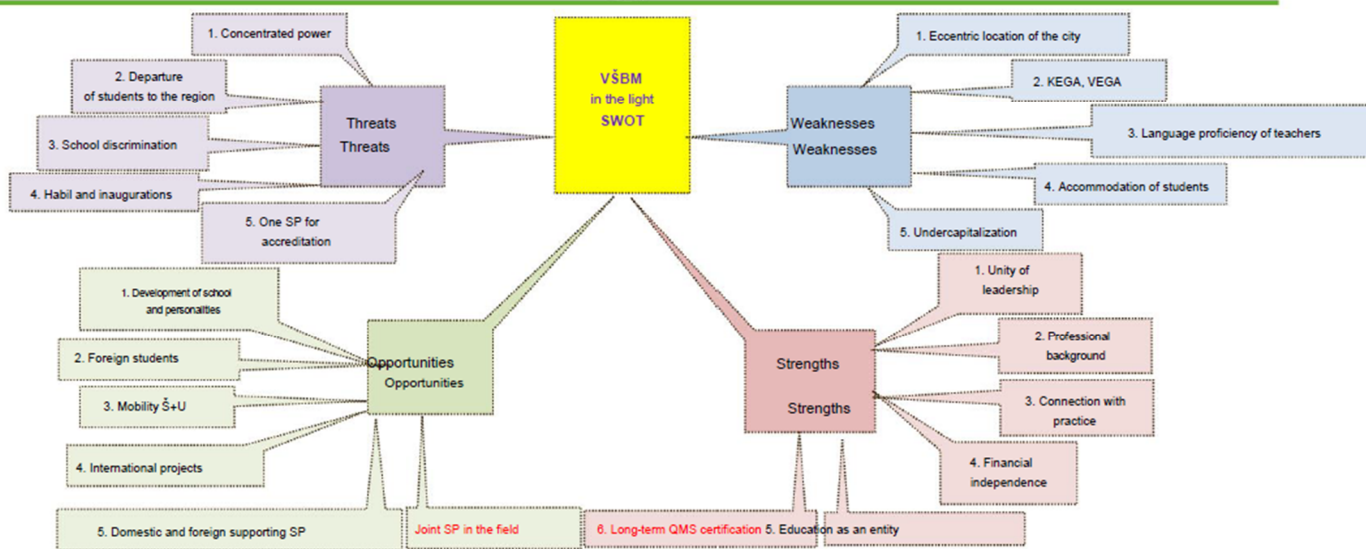 VŠBM
in the light
SWOT
1. Concentrated power
2. Departure
of students to the region
3. School discrimination
4. Habil and inaugurations
5. One SP for
accreditation
Threats
Threats
1. Eccentric location of the city
2. KEGA, VEGA
3. Language proficiency of teachers
4. Accommodation of students
5. Undercapitalization
Weaknesses
Weaknesses
1. Development of school
and personalities
2. Foreign students
3. Mobility Š+U
4. International projects
5. Domestic and foreign supporting SP
Joint SP in the field
Opportunities
Opportunities
1. Unity of
leadership
2. Professional
background
3. Connection with
practice
4. Financial
independence
6. Long-term QMS certification
5. Education as an entity
Strengths
Strengths